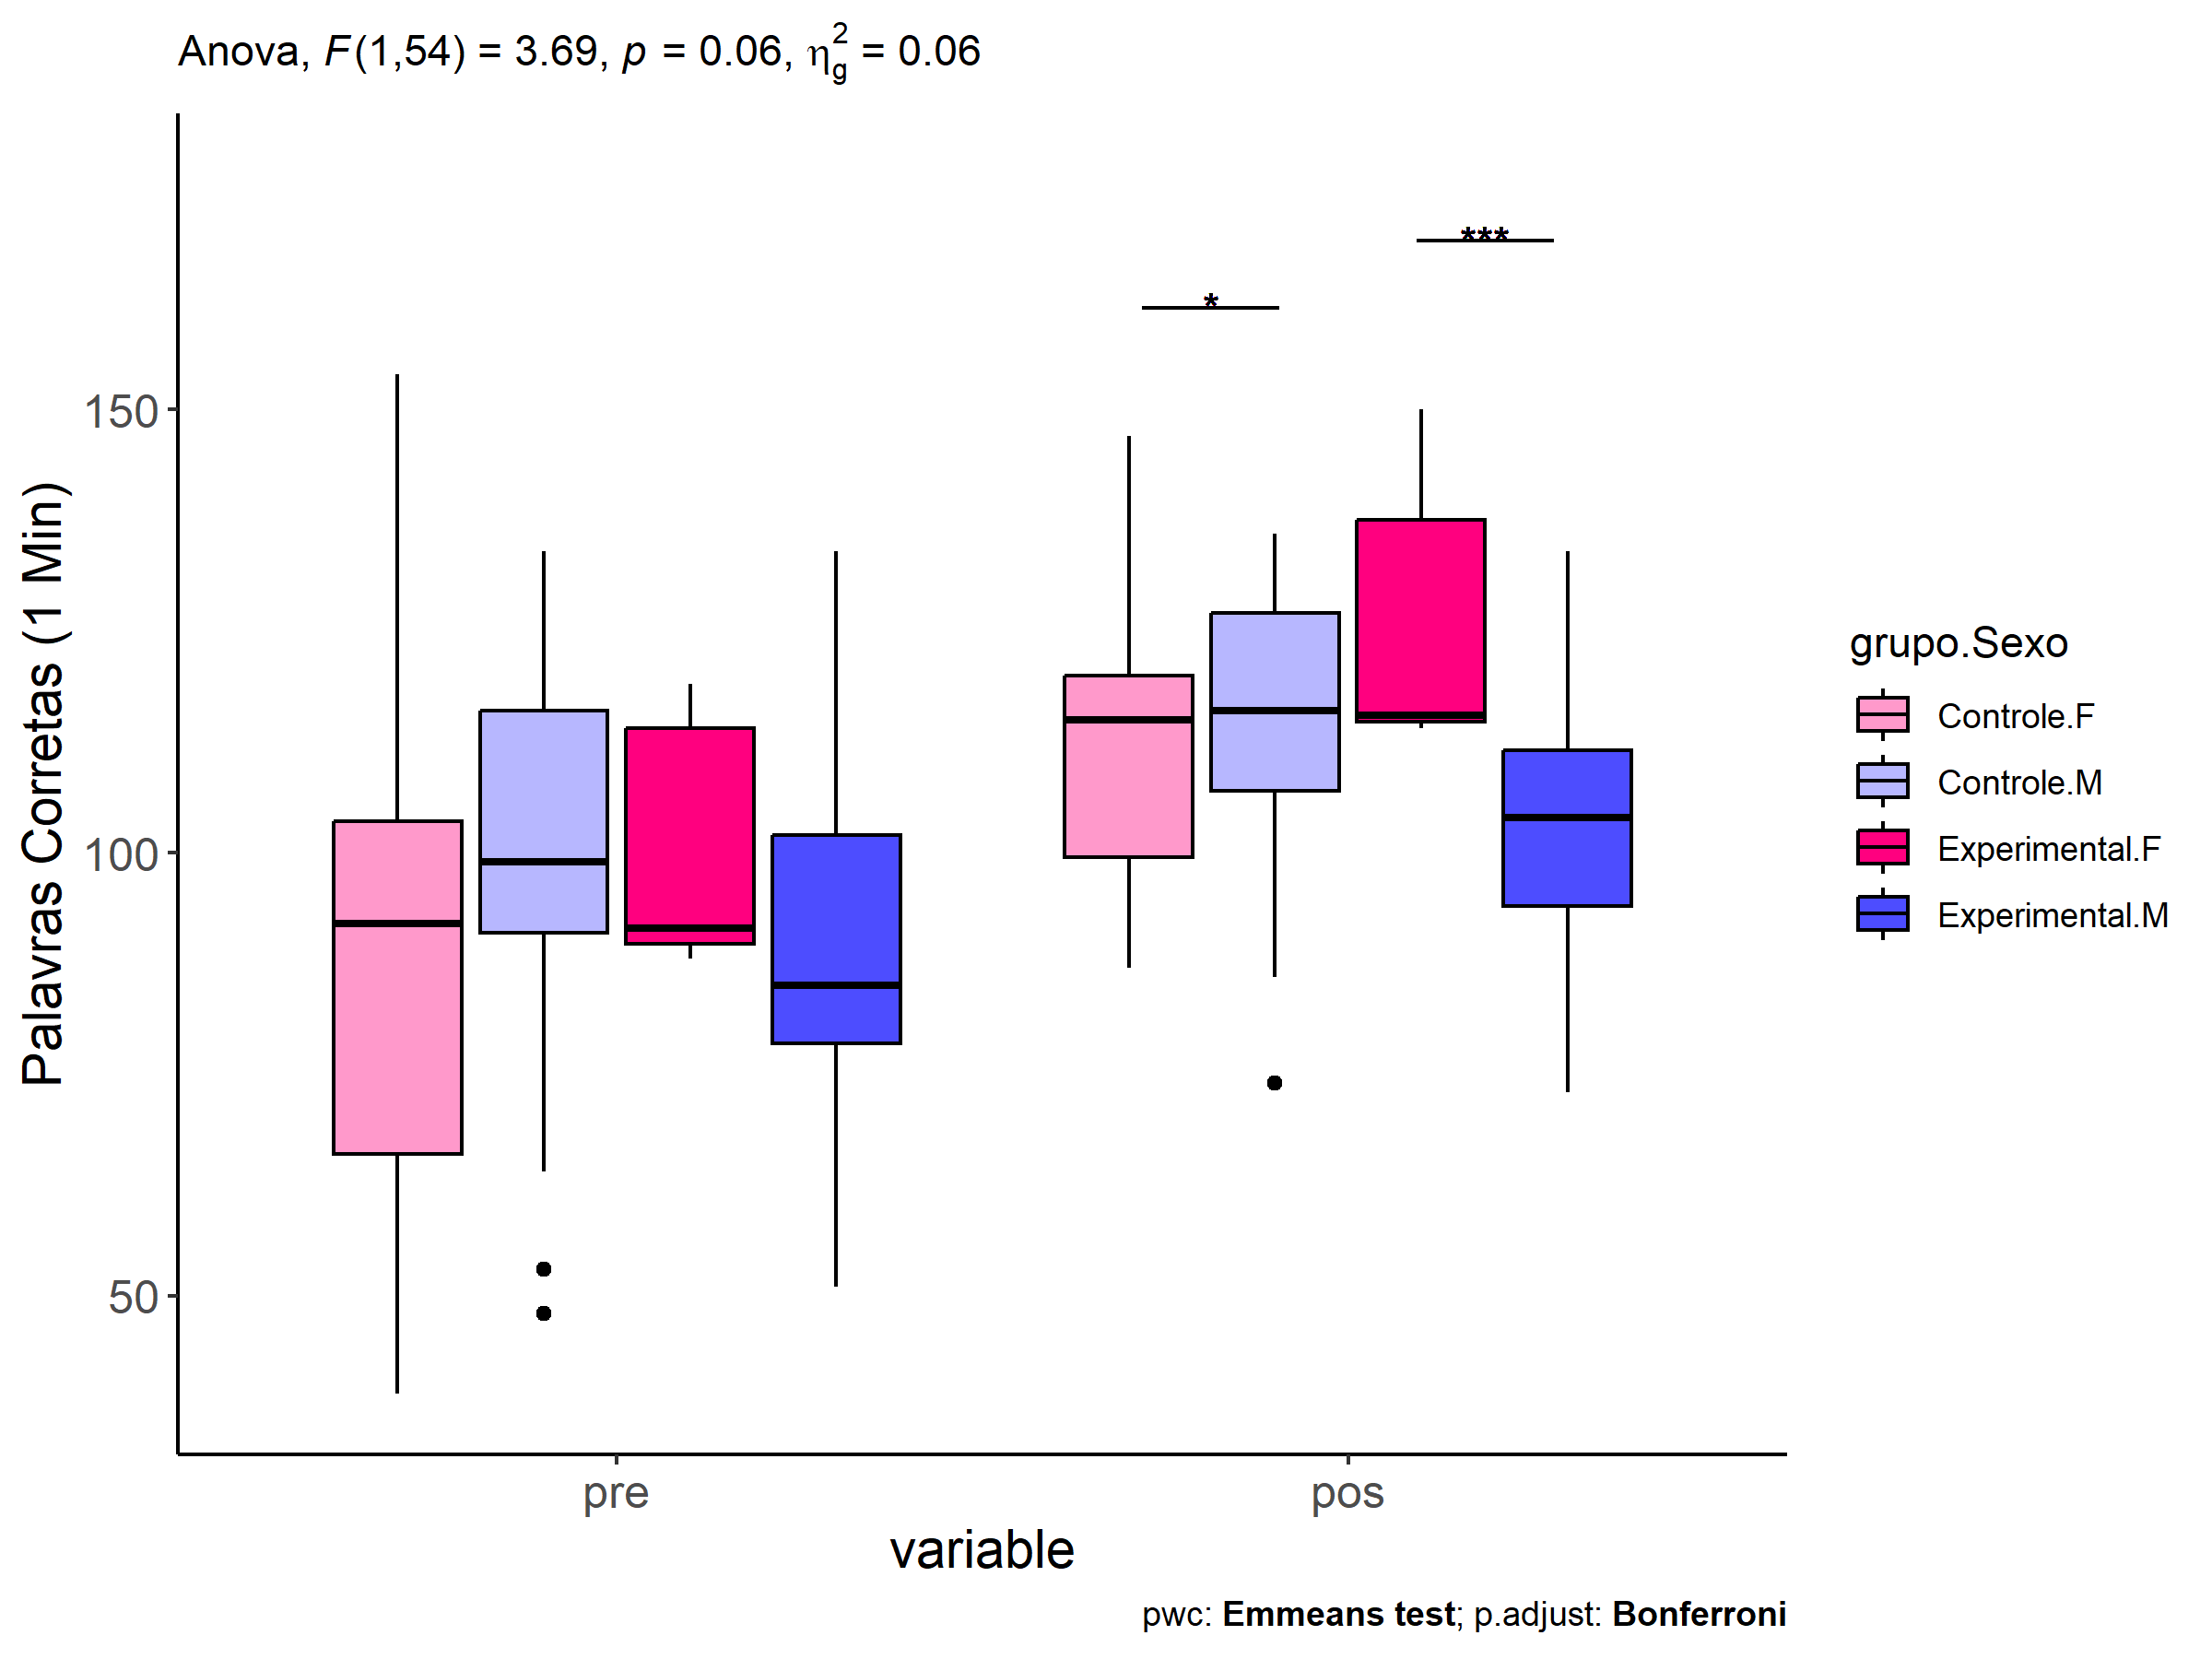 Anova, F(1,54) = 3.69, p = 0.06, η²g = 0.06
***
*
150
100
50
Palavras Corretas (1 Min)
pre
pos
variable
grupo.Sexo
Controle.F
Controle.M
Experimental.F
Experimental.M
pwc: Emmeans test; p.adjust: Bonferroni